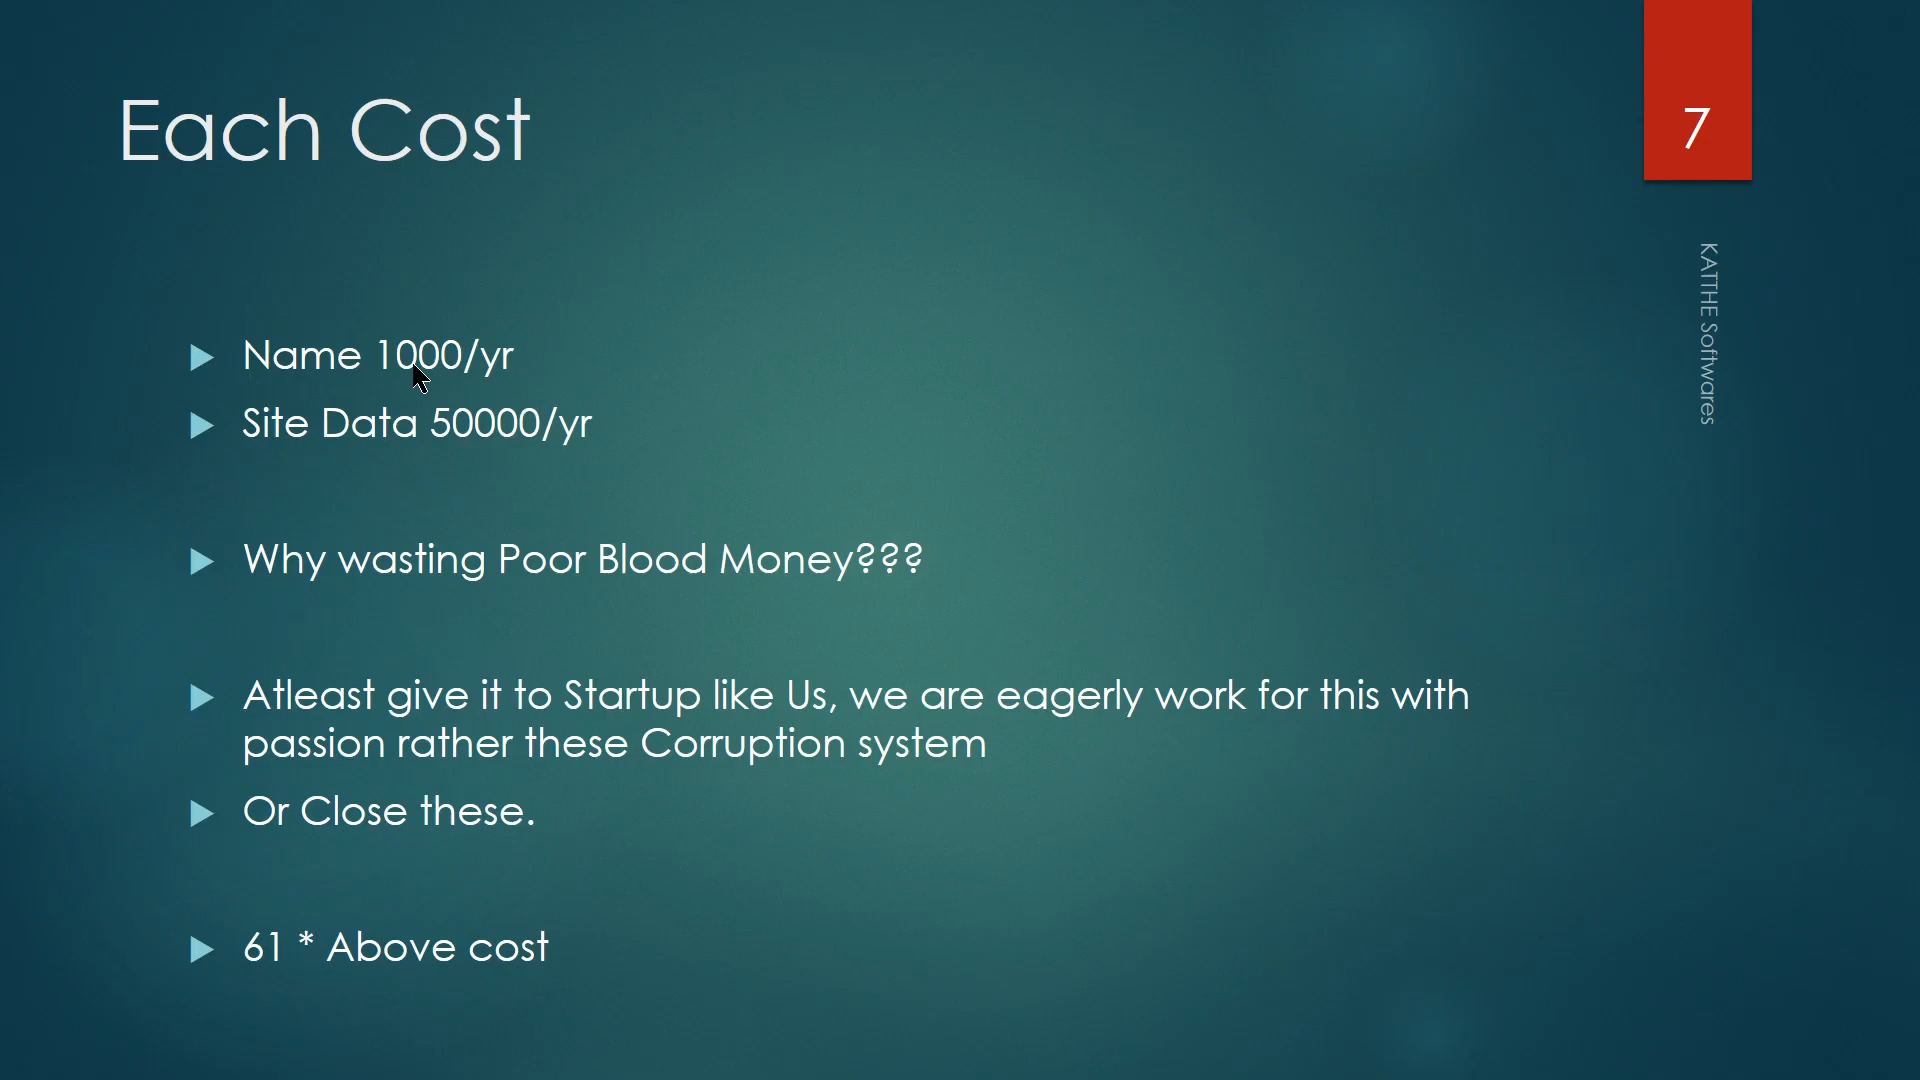 Each Cost
7
KATTHE Softwares
Name 1000/yr
Site Data 50000/yr
Why wasting Poor Blood Money???
Atleast give it to Startup like Us, we are eagerly work for this with
passion rather these Corruption system
Or Close these.
61 * Above cost